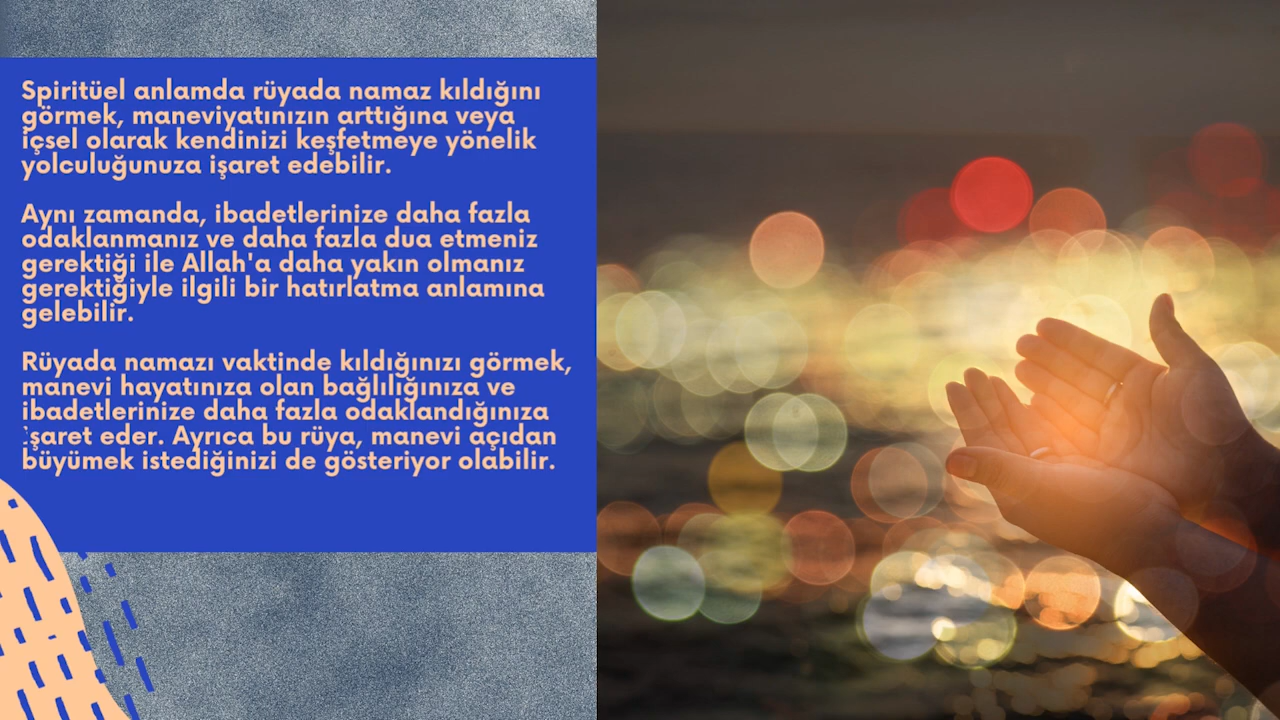 Spiritüel anlamda rüyada namaz kıldığını
görmek, maneviyatınızın arttığına veya
içsel olarak kendinizi keşfetmeye yönelik
yolculuğunuza işaret edebilir.
Aynı zamanda, ibadetlerinize daha fazla
odaklanmanız ve daha fazla dua etmeniz
gerektiği ile Allah'a daha yakın olmanız
gerektiğiyle ilgili bir hatırlatma anlamına
gelebilir.
Rüyada namazı vaktinde kıldığınızı görmek,
manevi hayatınıza olan bağlılığınıza ve
ibadetlerinize daha fazla odaklandığınıza
işaret eder. Ayrıca bu rüya, manevi açıdan
büyümek istediğinizi de gösteriyor olabilir.